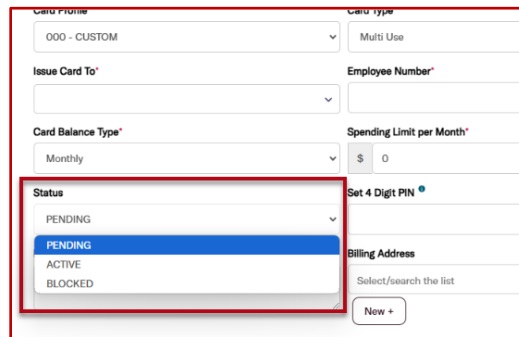 Card Profile
Card Type
000 - CUSTOM
Multi Use
Issue Card To*
Employee Number*
Card Balance Type*
Spending Limit per Month*
Monthly
$ 0
Status
Set 4 Digit PIN
PENDING
PENDING
ACTIVE
BLOCKED
Billing Address
Select/search the list
New +